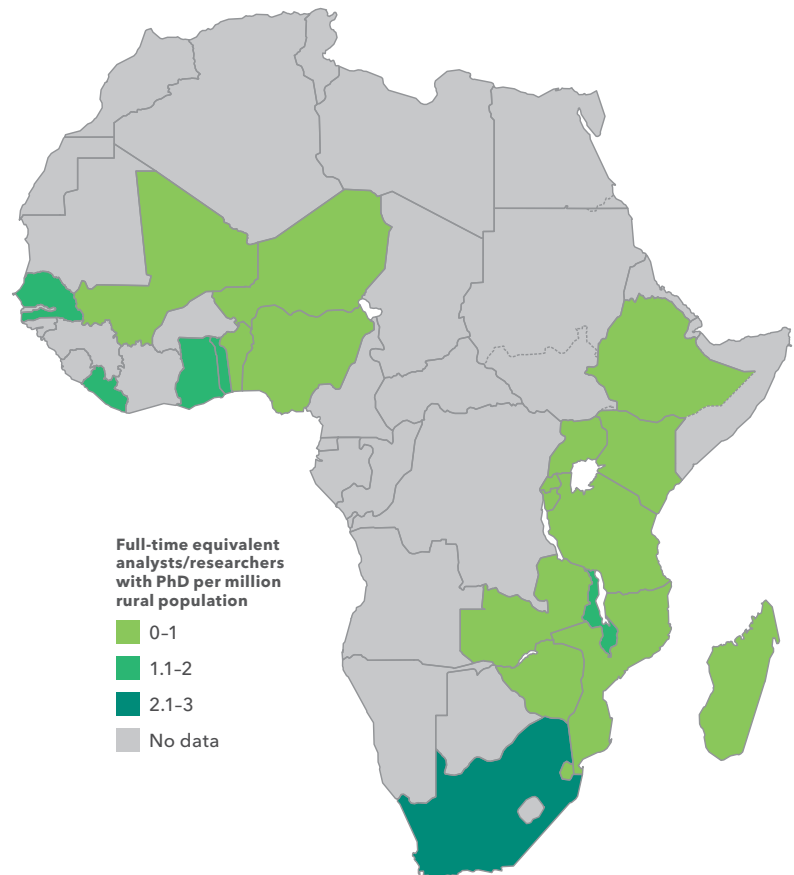 Full-time equivalent
analysts/researchers
with PhD per million
rural population
0–1
1.1–2
2.1–3
No data